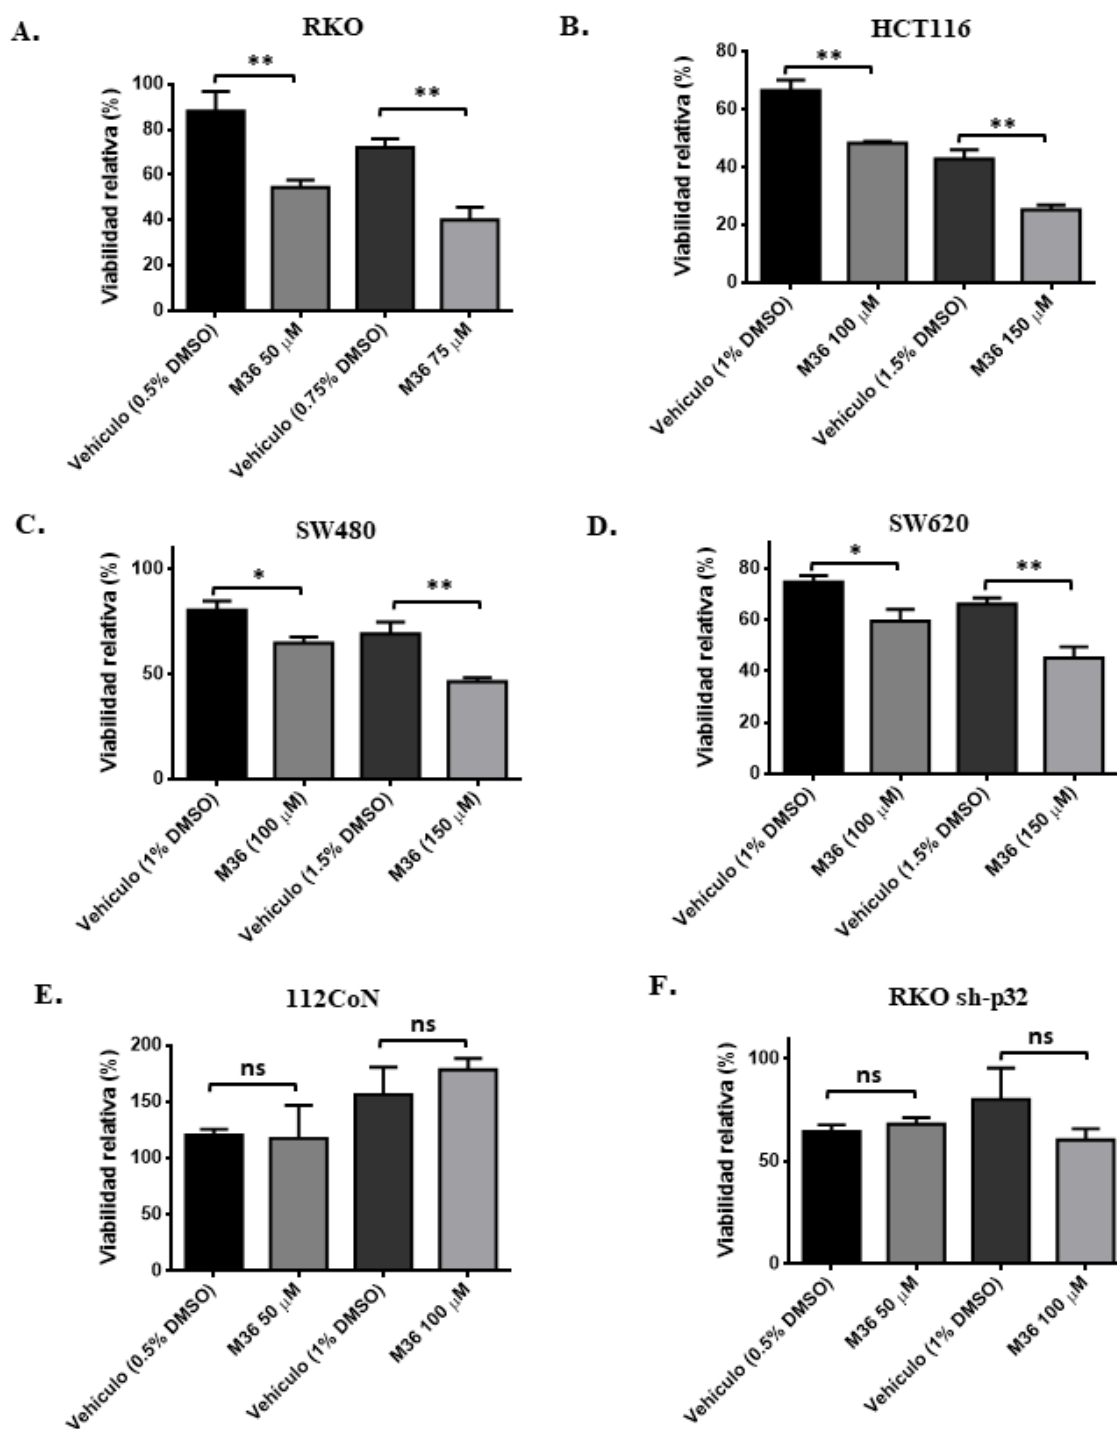 A.
RKO
Viabilidad relativa (%)
100
80
60
40
20
0
**
**
Vehículo (0.5% DMSO)
M36 50 µM
Vehículo (0.75% DMSO)
M36 75 µM
B.
HCT116
Viabilidad relativa (%)
80
60
40
20
0
**
**
Vehículo (1% DMSO)
M36 100 µM
Vehículo (1.5% DMSO)
M36 150 µM
C.
SW480
Viabilidad relativa (%)
100
50
0
*
**
Vehículo (1% DMSO)
M36 (100 µM)
Vehículo (1.5% DMSO)
M36 (150 µM)
D.
SW620
Viabilidad relativa (%)
80
60
40
20
0
*
**
Vehículo (1% DMSO)
M36 (100 µM)
Vehículo (1.5% DMSO)
M36 (150 µM)
E.
112CoN
Viabilidad relativa (%)
200
150
100
50
0
ns
ns
Vehículo (0.5% DMSO)
M36 50 µM
Vehículo (1% DMSO)
M36 100 µM
F.
RKO sh-p32
Viabilidad relativa (%)
100
50
0
ns
ns
Vehículo (0.5% DMSO)
M36 50 µM
Vehículo (1% DMSO)
M36 100 µM